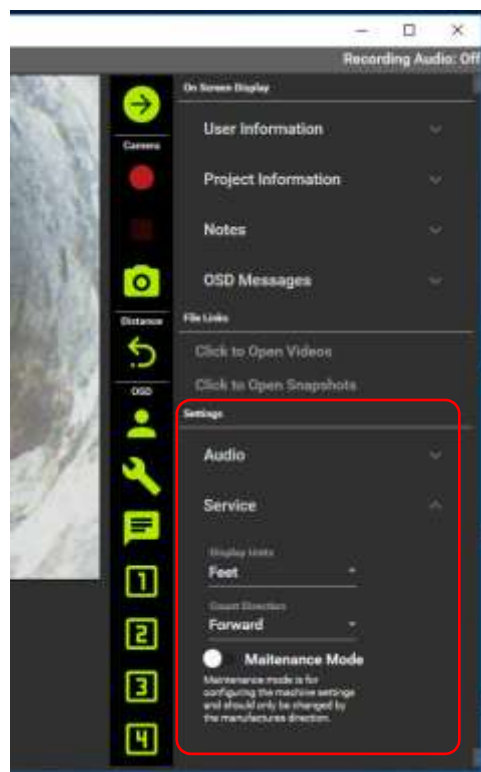 Recording Audio: Off
On Screen Display
User Information
Camera
Project Information
Notes
OSD Messages
Distance
File Links
Click to Open Videos
Click to Open Snapshots
OSD
Settings
Audio
Service
Display Units
Feet
1
Count Direction
Forward
2
Maitenance Mode
3
Maintenance mode is for
configuring the machine settings
and should only be changed by
the manufactures direction.
4